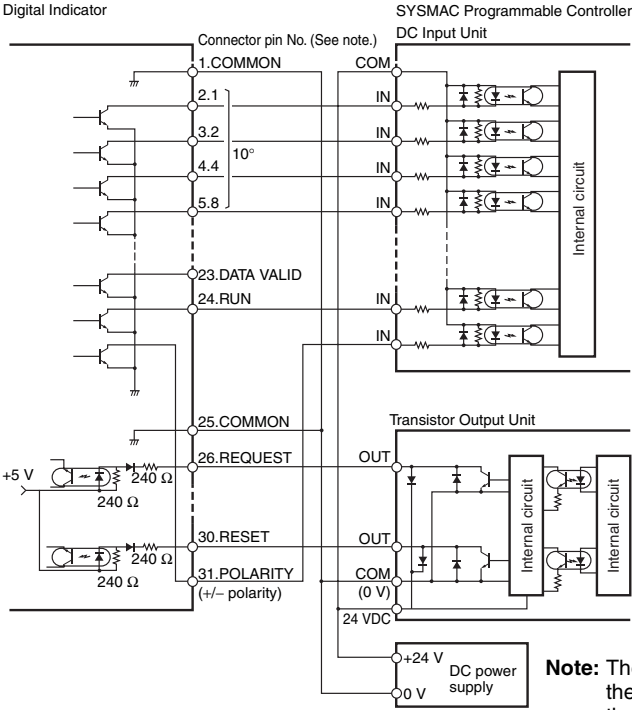 Digital Indicator
SYSMAC Programmable Controller
DC Input Unit
Connector pin No. (See note.)
1.COMMON
COM
2.1
IN
3.2
IN
10°
4.4
IN
5.8
IN
Internal circuit
23.DATA VALID
24.RUN
IN
IN
25.COMMON
Transistor Output Unit
26.REQUEST
OUT
+5 V
240 Ω
240 Ω
Internal circuit
Internal circuit
30.RESET
OUT
240 Ω
240 Ω
31.POLARITY
(+/− polarity)
COM
(0 V)
24 VDC
+24 V
DC power
supply
0 V
Note:
the